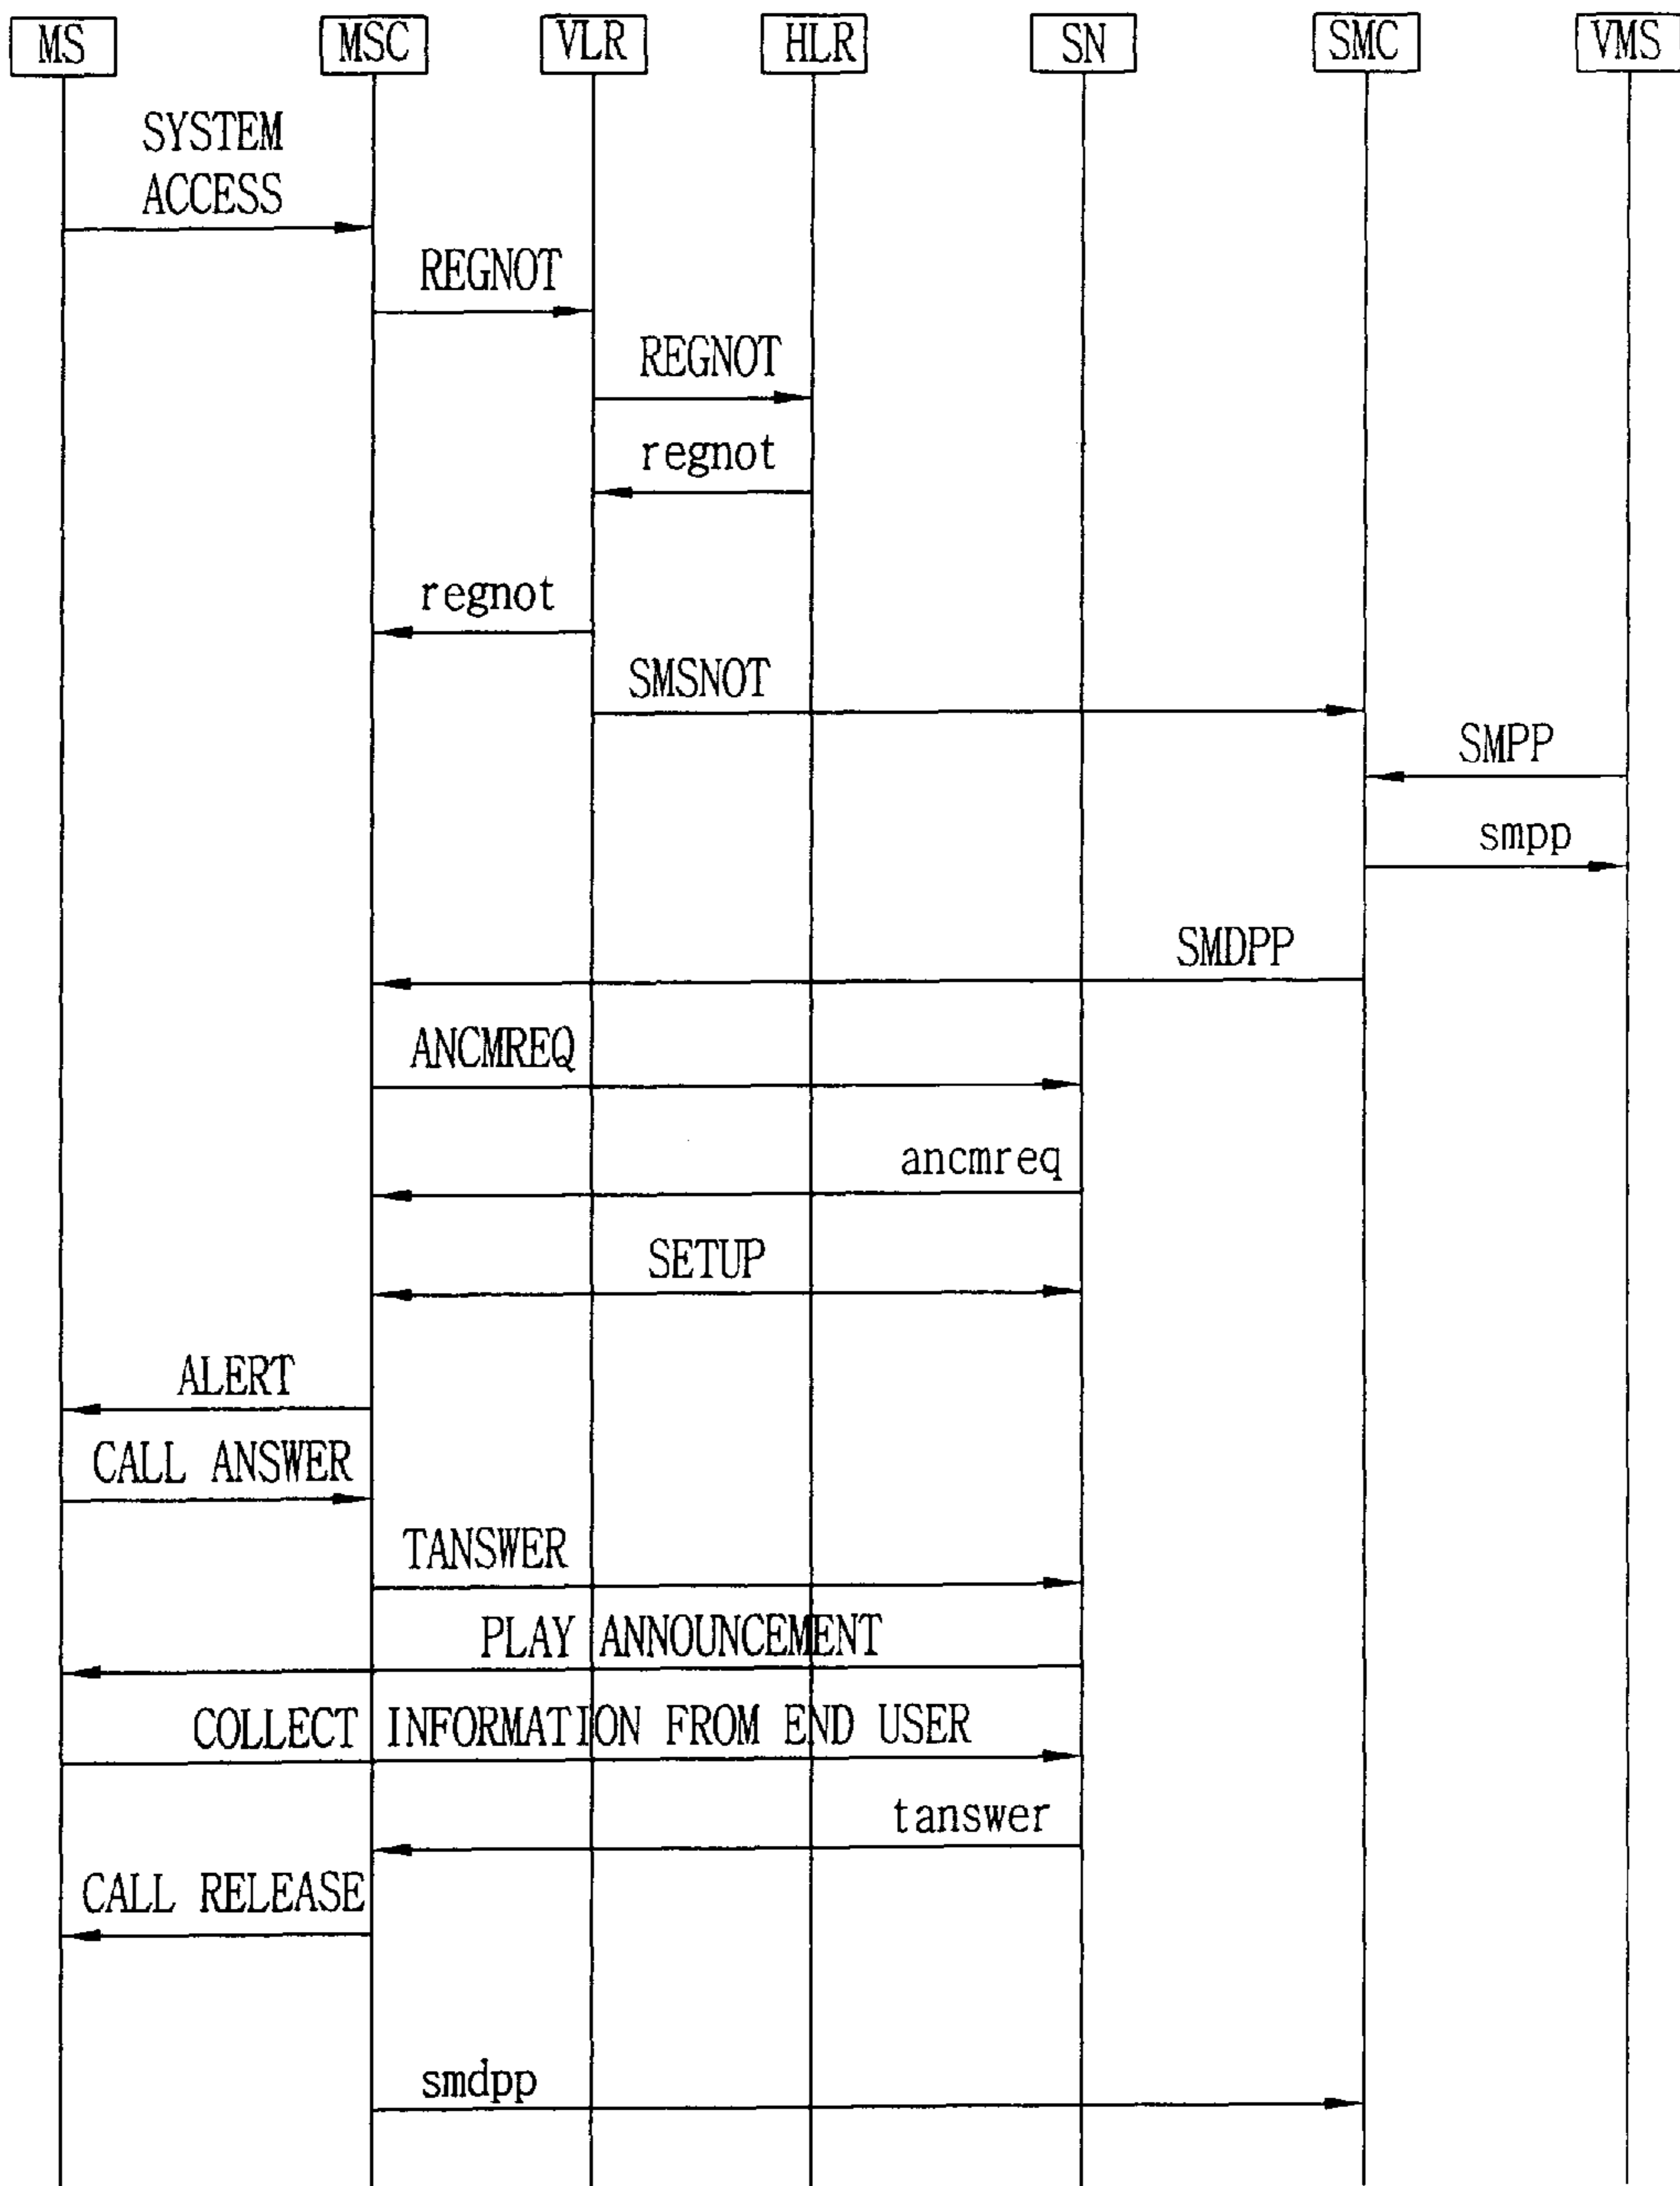 MS MSC VLR HLR SN SMC VMS
SYSTEM
ACCESS
REGNOT
REGNOT
regnot
regnot
SMSNOT
SMPP
smpp
SMDPP
ANCMREQ
ancmreq
SETUP
ALERT
CALL ANSWER
TANSWER
PLAY ANNOUNCEMENT
COLLECT INFORMATION FROM END USER
tanswer
CALL RELEASE
smdpp